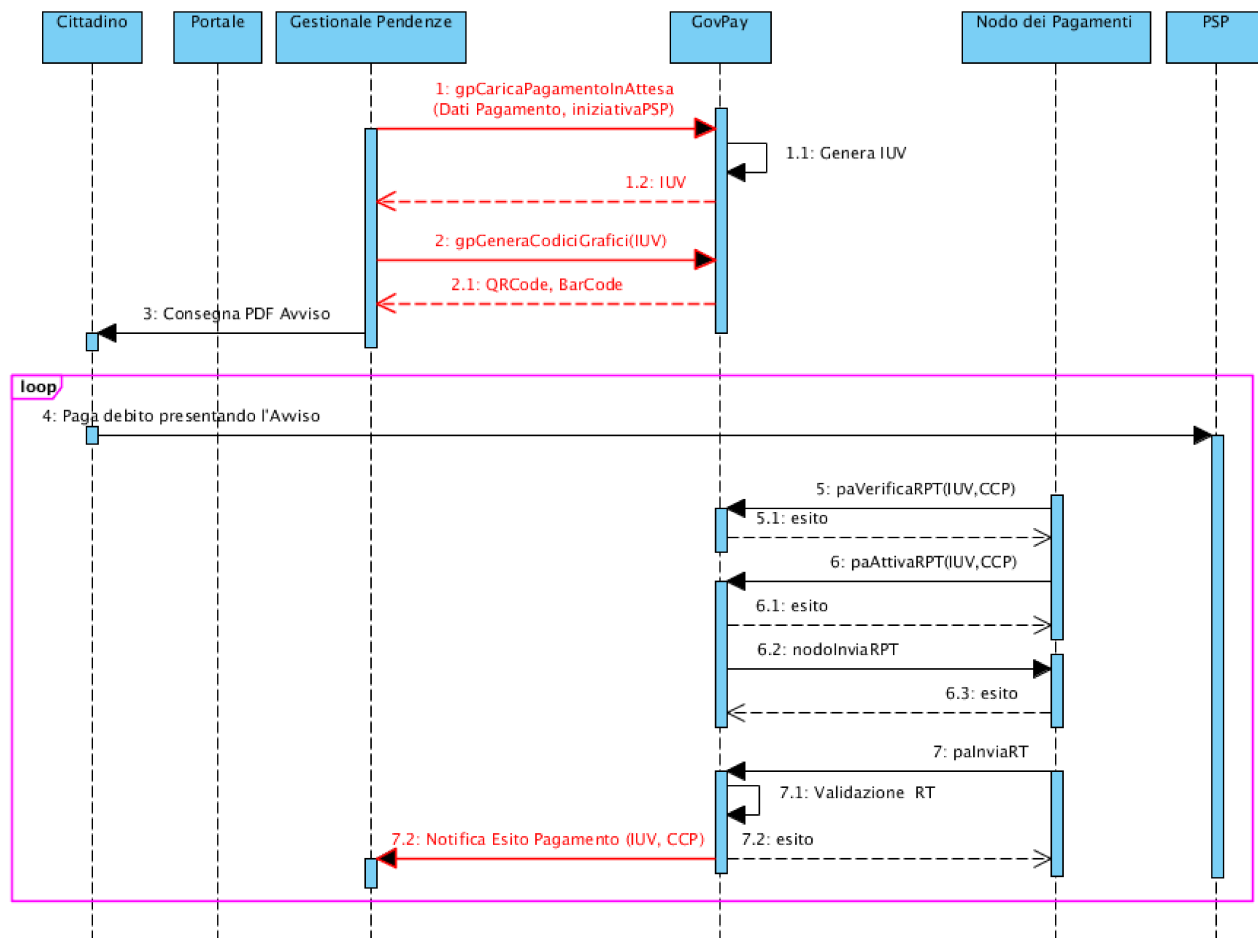 Cittadino
Portale
Gestionale Pendenze
GovPay
Nodo dei Pagamenti
PSP
1: gpCaricaPagamentoInAttesa
(Dati Pagamento, iniziativaPSP)
1.1: Genera IUV
1.2: IUV
2: gpGeneraCodiciGrafici(IUV)
2.1: QRCode, BarCode
3: Consegna PDF Avviso
loop
4: Paga debito presentando l'Avviso
5: paVerificaRPT(IUV,CCP)
5.1: esito
6: paAttivaRPT(IUV,CCP)
6.1: esito
6.2: nodoInviaRPT
6.3: esito
7: paInviaRT
7.1: Validazione RT
7.2: Notifica Esito Pagamento (IUV, CCP)
7.2: esito